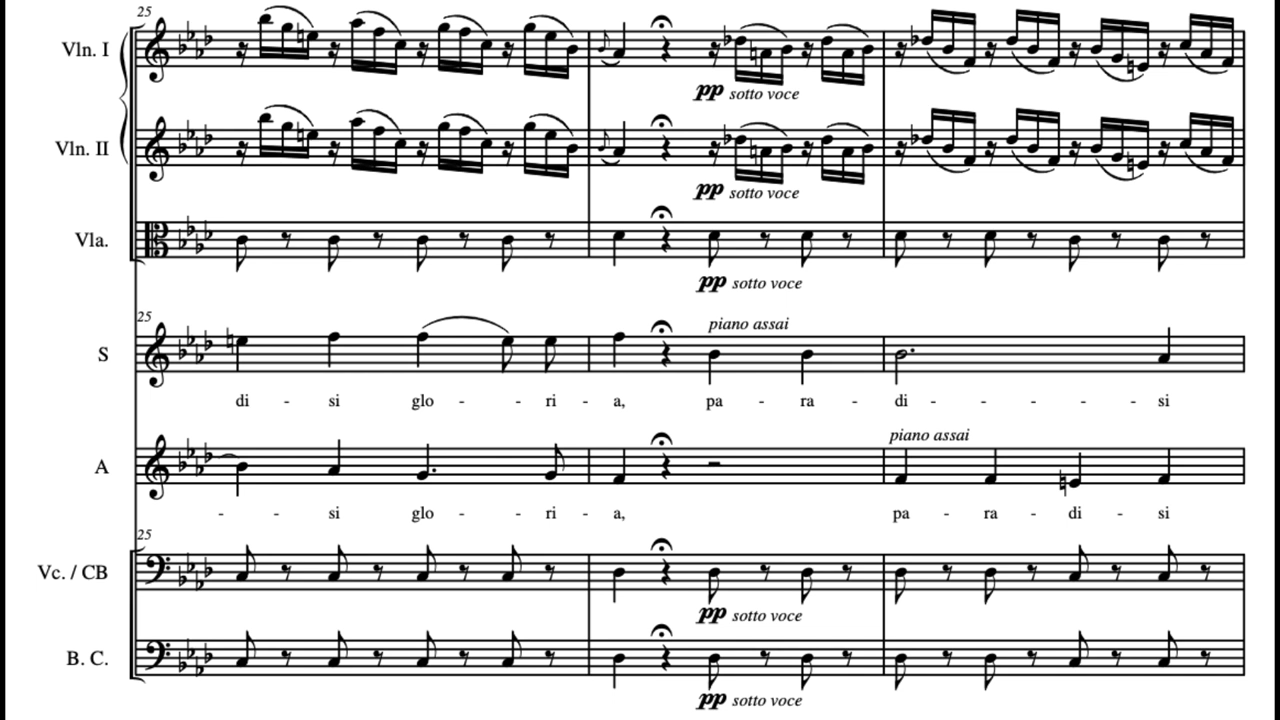 25
Vln. I
pp sotto voce
Vln. II
pp sotto voce
Vla.
pp sotto voce
25
piano assai
S
di - si glo - - ri - a, pa - ra - di - - - - si
piano assai
A
- - si glo - - ri - a, pa - ra - di - si
25
Vc. / CB
pp sotto voce
B. C.
pp sotto voce